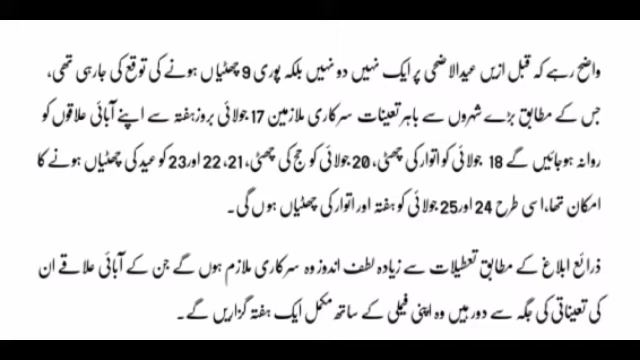 واضح رہے کہ قبل ازیں عیدالاضحیٰ پر ایک نہیں دو نہیں بلکہ پوری 9 چھٹیاں ہونے کی توقع کی جارہی تھی،
جس کے مطابق بڑے شہروں سے باہر تعینات سرکاری ملازمین 17 جولائی بروز ہفتہ سے اپنے آبائی علاقوں کو
روانہ ہوجائیں گے 18 جولائی کو اتوار کی چھٹی، 20 جولائی کو حج کی چھٹی، 21، 22 اور 23 کو عید کی چھٹیاں ہونے کا
امکان تھا، اسی طرح 24 اور 25 جولائی کو ہفتہ اور اتوار کی چھٹیاں ہوں گی۔
ذرائع ابلاغ کے مطابق تعطیلات سے زیادہ لطف اندوز وہ سرکاری ملازم ہوں گے جن کے آبائی علاقے ان
کی تعیناتی کی جگہ سے دور ہیں وہ اپنی فیملی کے ساتھ مکمل ایک ہفتہ گزاریں گے۔